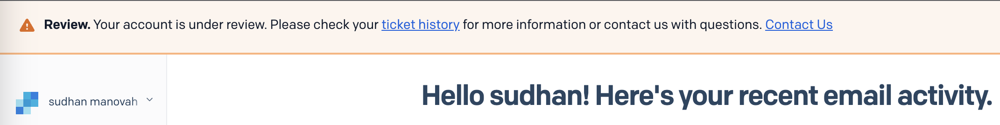 Review. Your account is under review. Please check your ticket history for more information or contact us with questions. Contact Us
sudhan manovah
Hello sudhan! Here's your recent email activity.